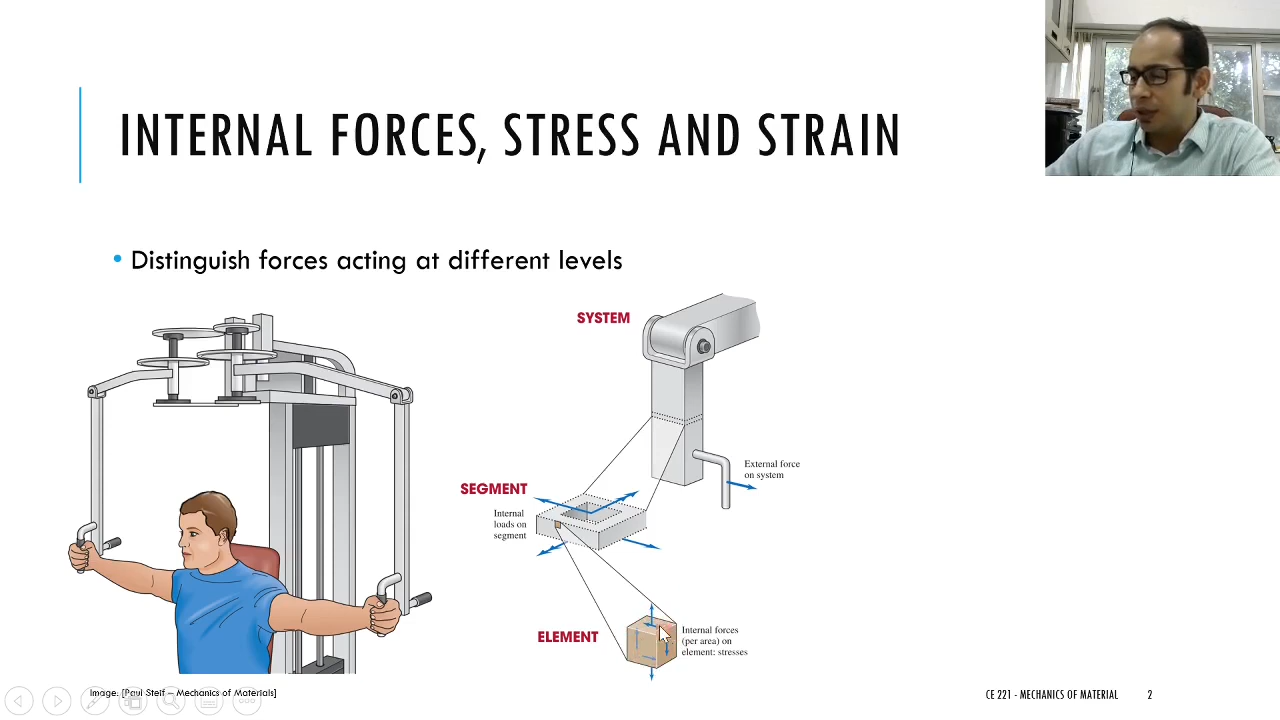 INTERNAL FORCES, STRESS AND STRAIN
• Distinguish forces acting at different levels
SYSTEM
External force
on system
SEGMENT
Internal
loads on
segment
ELEMENT
Internal forces
(per area) on
element: stresses
Image: [Paul Steif – Mechanics of Materials]
CE 221 - MECHANICS OF MATERIAL 2